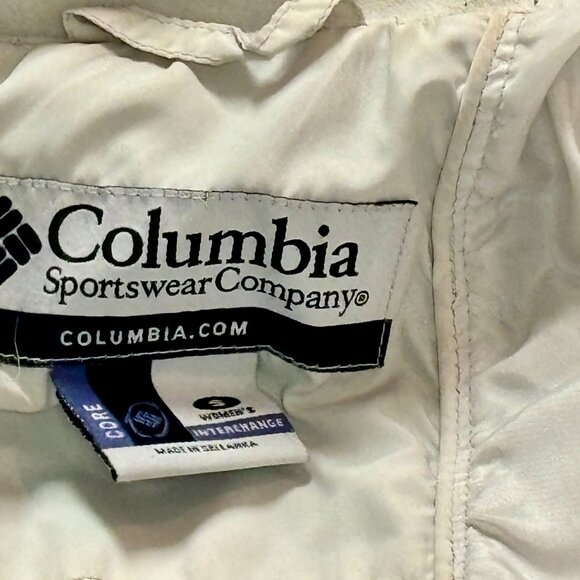 Columbia
Sportswear Company®
COLUMBIA.COM
CORE
S
WOMEN'S
INTERCHANGE
MADE IN SRI LANKA